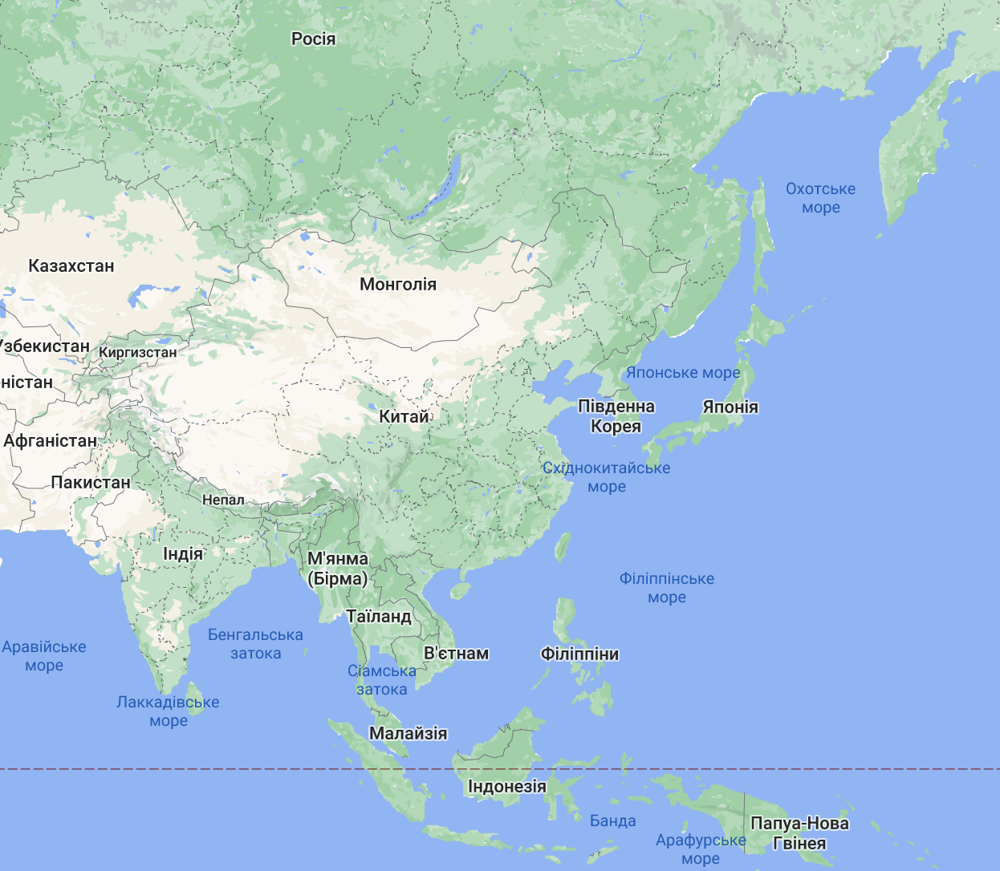 Росія
Охотське
море
Казахстан
Монголія
Узбекистан
Киргизстан
Японське море
ністан
Китай
Південна
Корея
Японія
Афганістан
Східнокитайське
море
Пакистан
Непал
Індія
М'янма
(Бірма)
Філіппінське
море
Таїланд
Бенгальська
затока
Аравійське
море
В'єтнам
Філіппіни
Сіамська
затока
Лаккадівське
море
Малайзія
Індонезія
Банда
Папуа-Нова
Гвінея
Арафурське
море